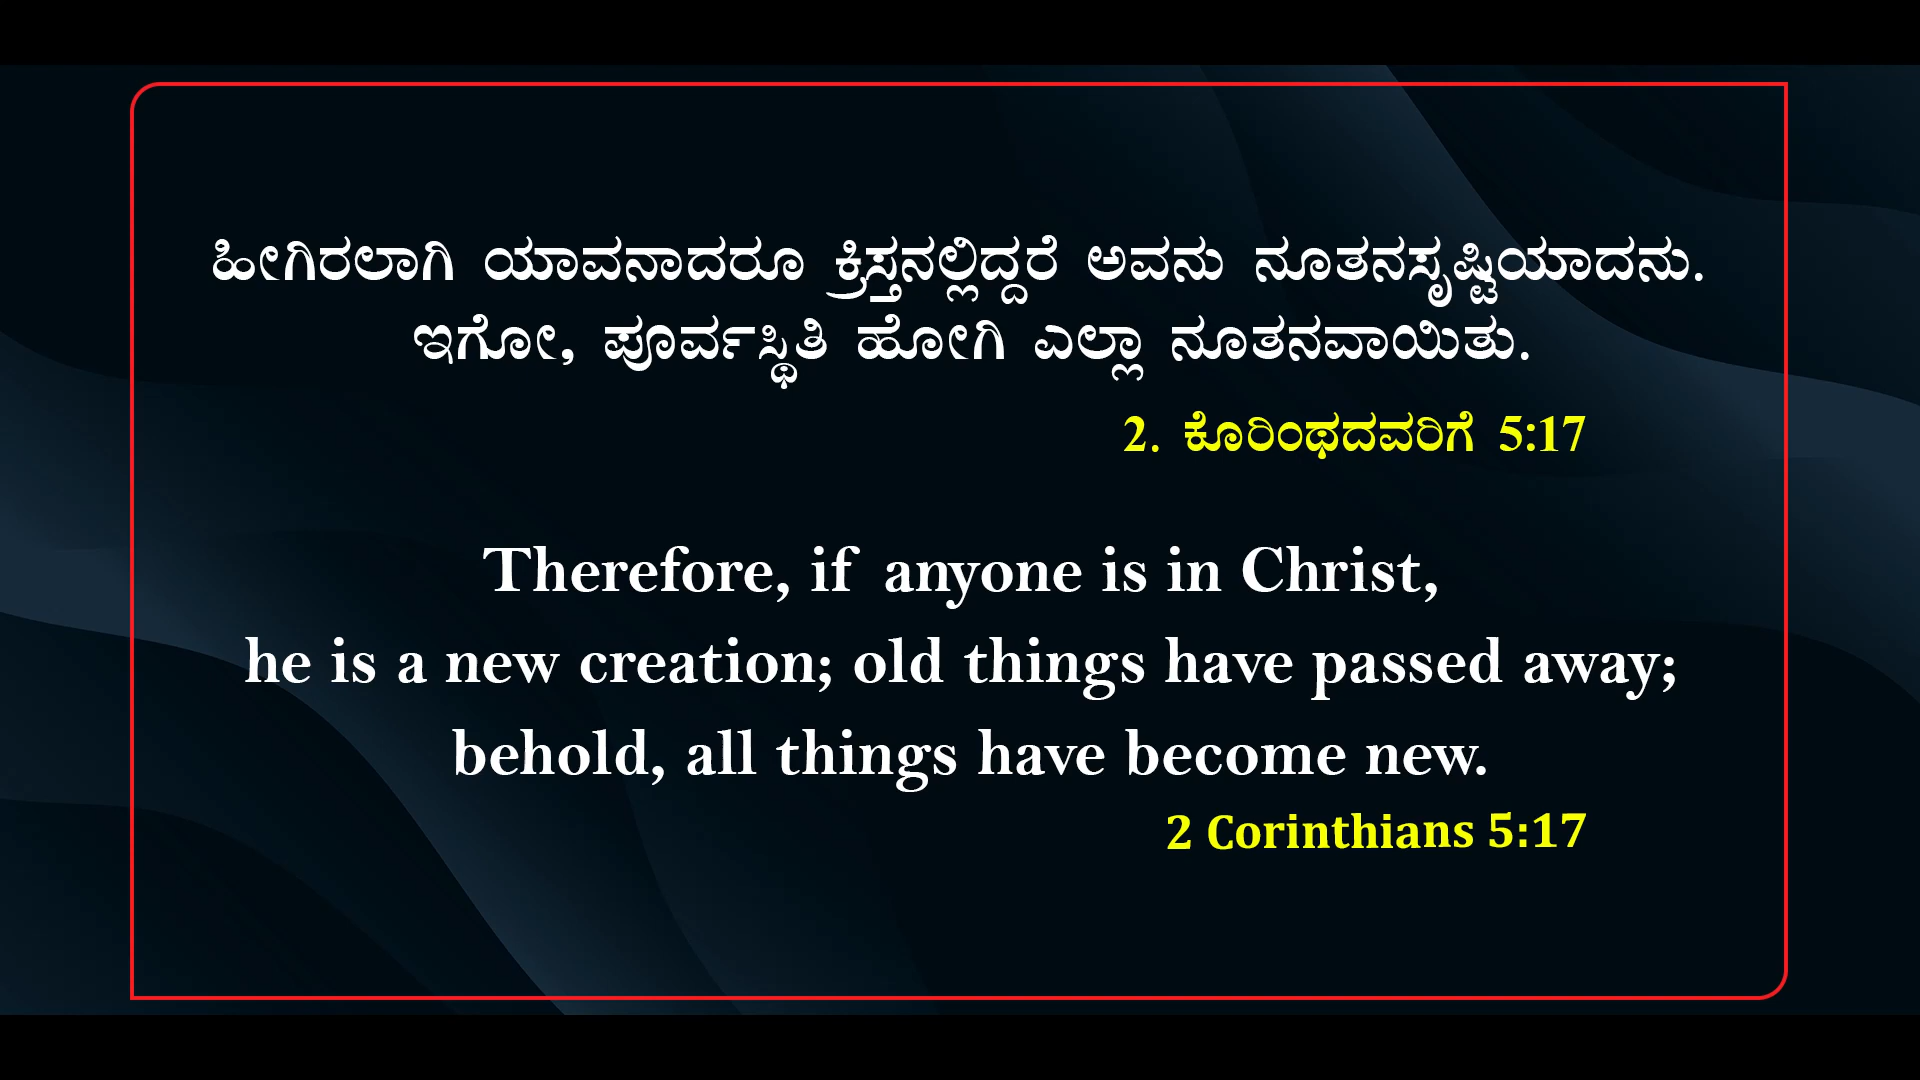 ಹೀಗಿರಲಾಗಿ ಯಾವನಾದರೂ ಕ್ರಿಸ್ತನಲ್ಲಿದ್ದರೆ ಅವನು ನೂತನಸೃಷ್ಟಿಯಾದನು.
ಇಗೋ, ಪೂರ್ವಸ್ಥಿತಿ ಹೋಗಿ ಎಲ್ಲಾ ನೂತನವಾಯಿತು.
2. ಕೊರಿಂಥದವರಿಗೆ 5:17
Therefore, if anyone is in Christ,
he is a new creation; old things have passed away;
behold, all things have become new.
2 Corinthians 5:17